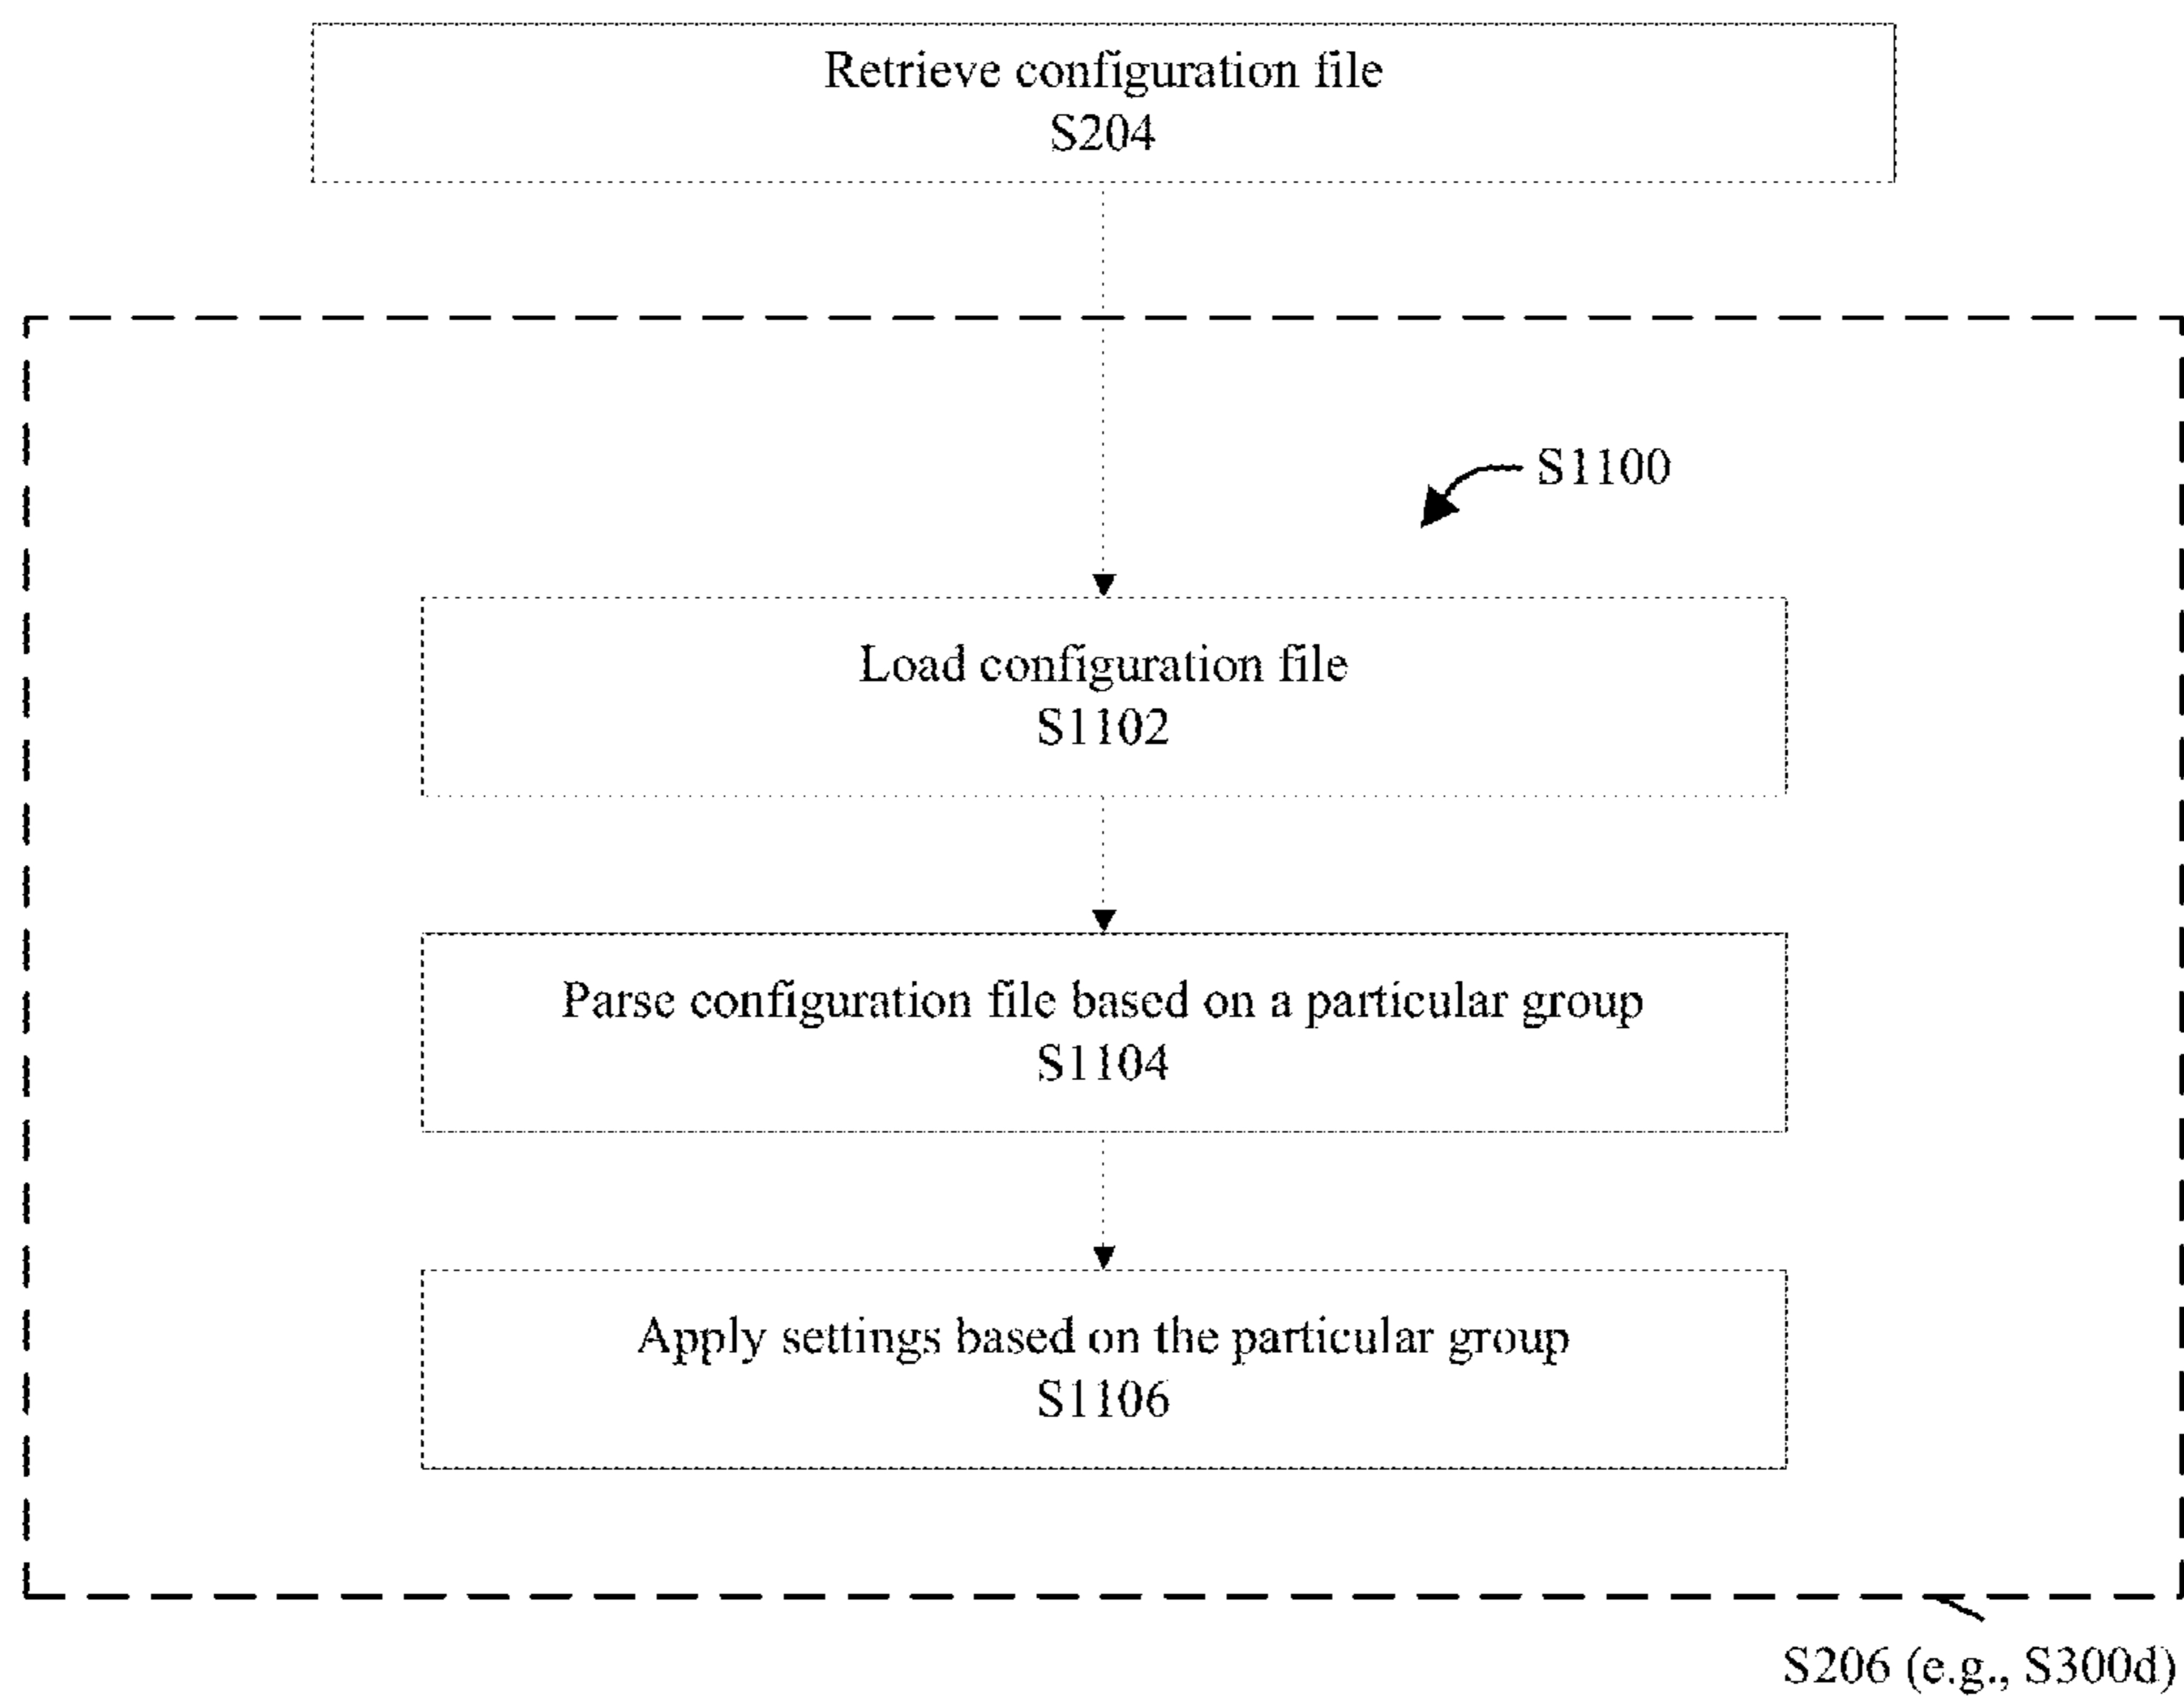 Retrieve configuration file
S204
S1100
Load configuration file
S1102
Parse configuration file based on a particular group
S1104
Apply settings based on the particular group
S1106
S206 (e.g., S300d)